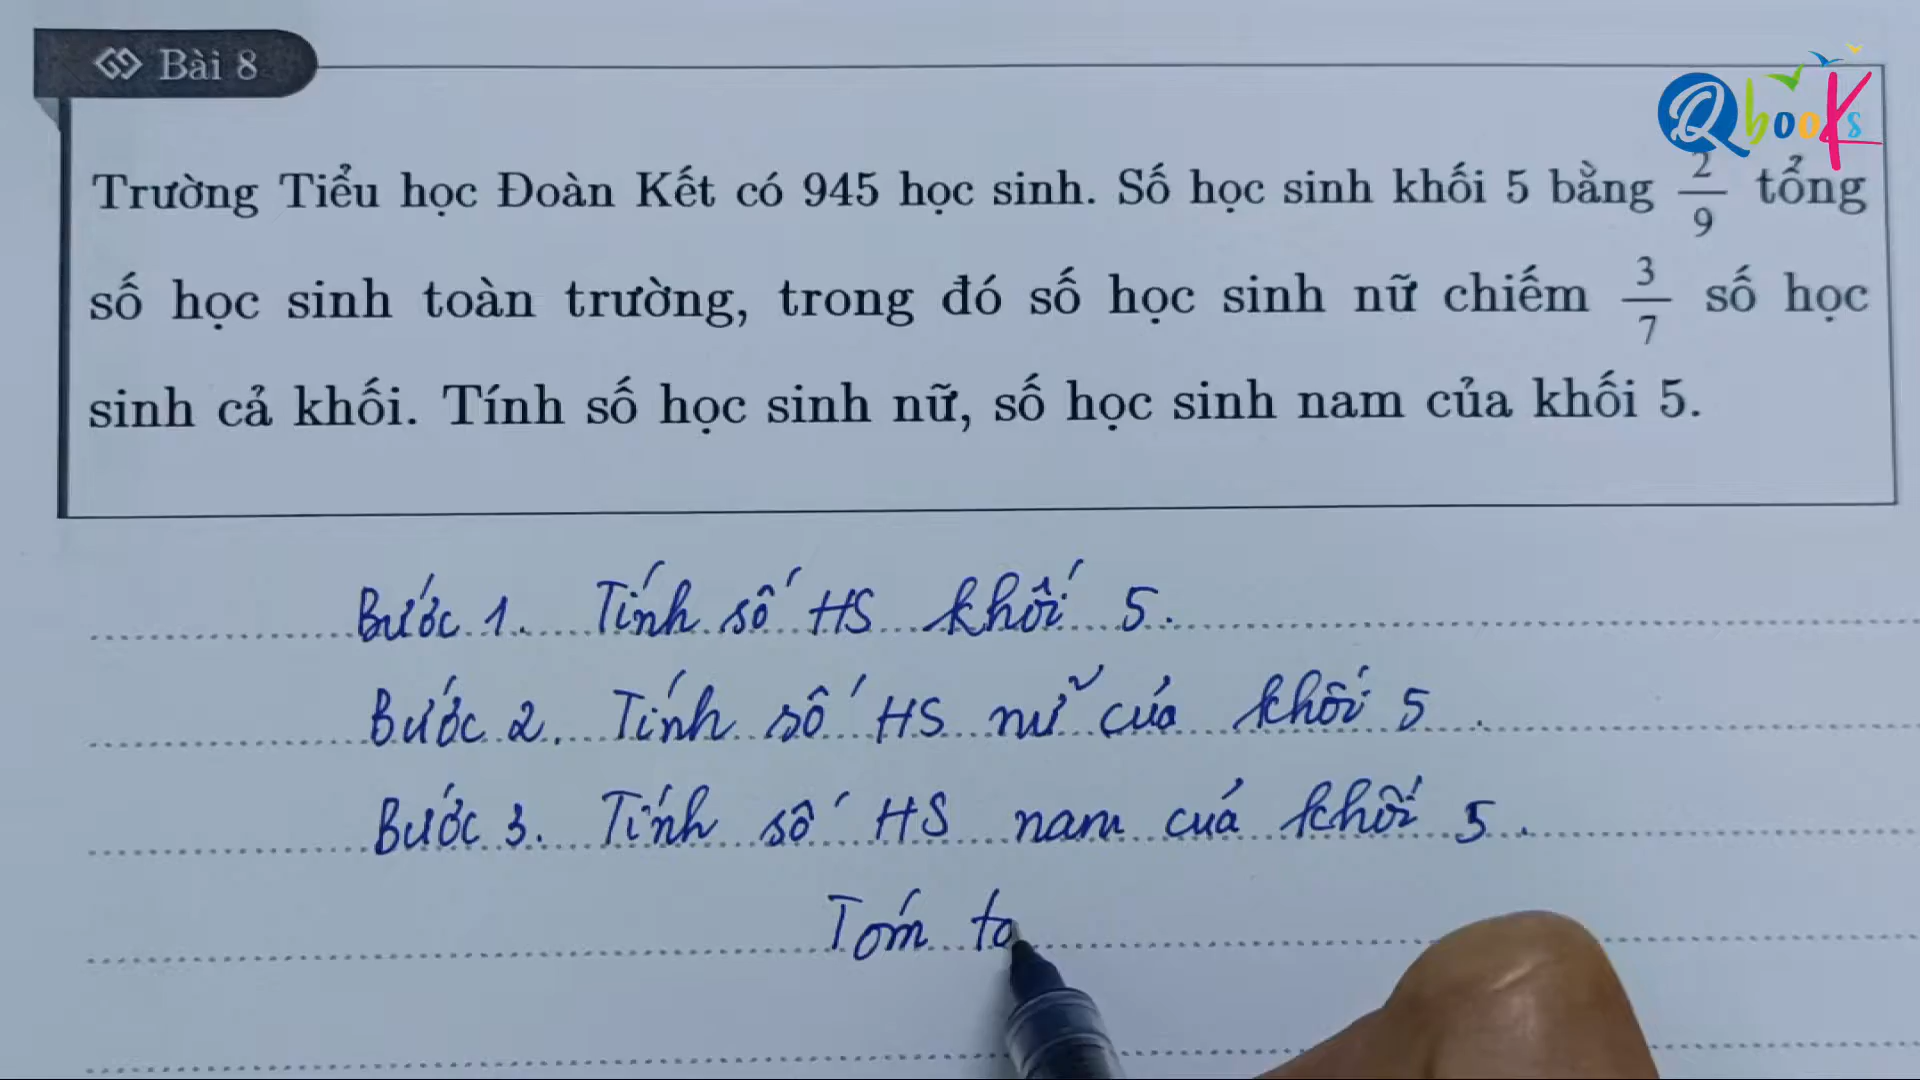 Bài 8
Qbooks
Trường Tiểu học Đoàn Kết có 945 học sinh. Số học sinh khối 5 bằng 2/9 tổng
số học sinh toàn trường, trong đó số học sinh nữ chiếm 3/7 số học
sinh cả khối. Tính số học sinh nữ, số học sinh nam của khối 5.
Bước 1. Tính số HS khối 5.
Bước 2. Tính số HS nữ của khối 5.
Bước 3. Tính số HS nam của khối 5.
Tóm to